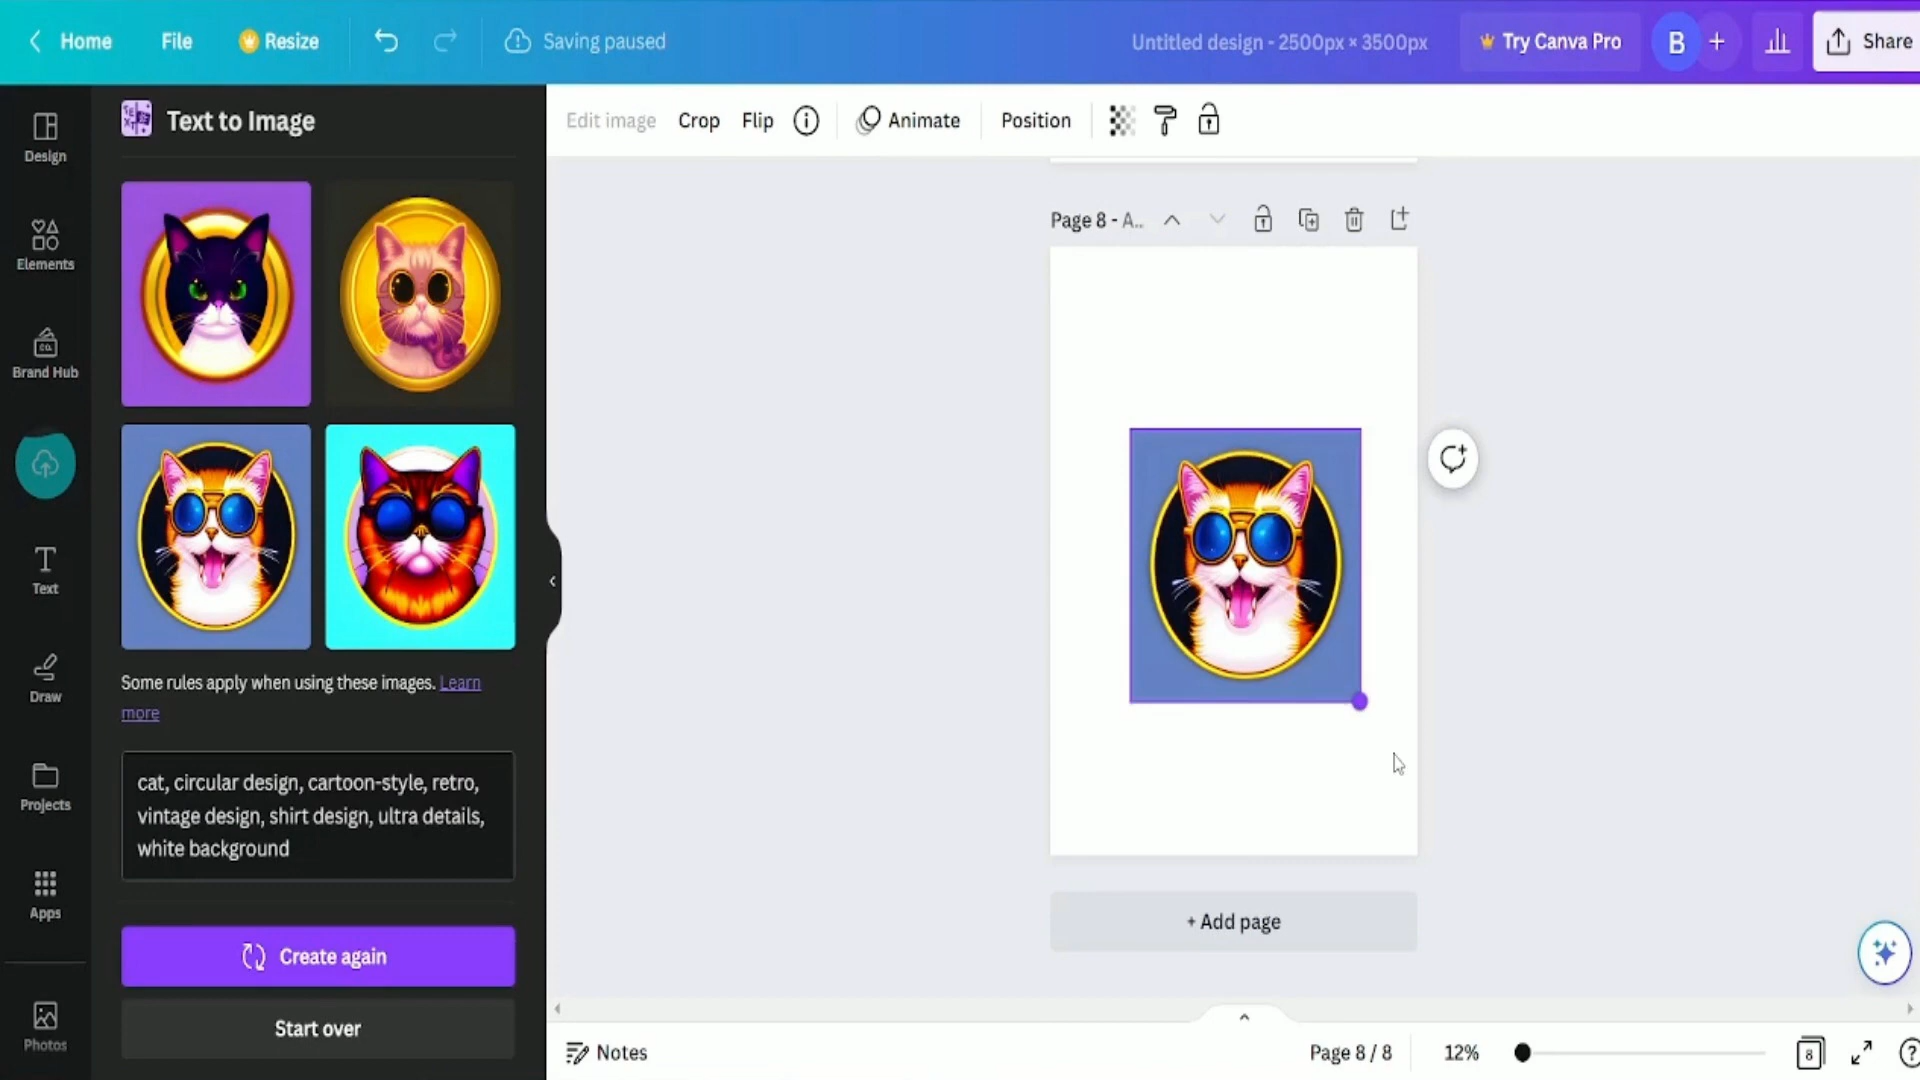 Home File Resize Saving paused Untitled design - 2500px × 3500px Try Canva Pro B + Share
Text to Image
Edit image Crop Flip Animate Position
Design
Elements
Brand Hub
Text
Draw
Projects
Apps
Photos
Page 8 - A...
Some rules apply when using these images. Learn
more
cat, circular design, cartoon-style, retro,
vintage design, shirt design, ultra details,
white background
Create again
Start over
+ Add page
Notes Page 8 / 8 12% 8 ?